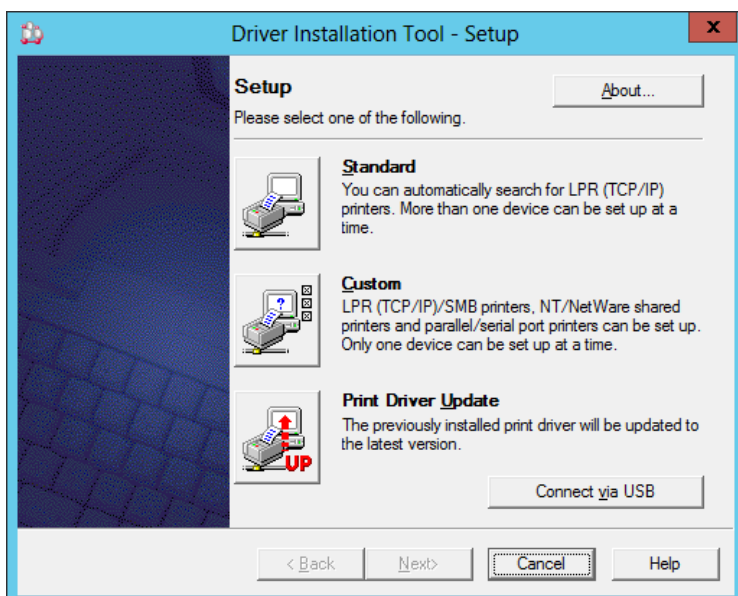 Driver Installation Tool - Setup
x
Setup
About...
Please select one of the following.
Standard
You can automatically search for LPR (TCP/IP)
printers. More than one device can be set up at a
time.
?
Custom
LPR (TCP/IP)/SMB printers, NT/NetWare shared
printers and parallel/serial port printers can be set up.
Only one device can be set up at a time.
Print Driver Update
The previously installed print driver will be updated to
the latest version.
UP
Connect via USB
< Back
Next>
Cancel
Help